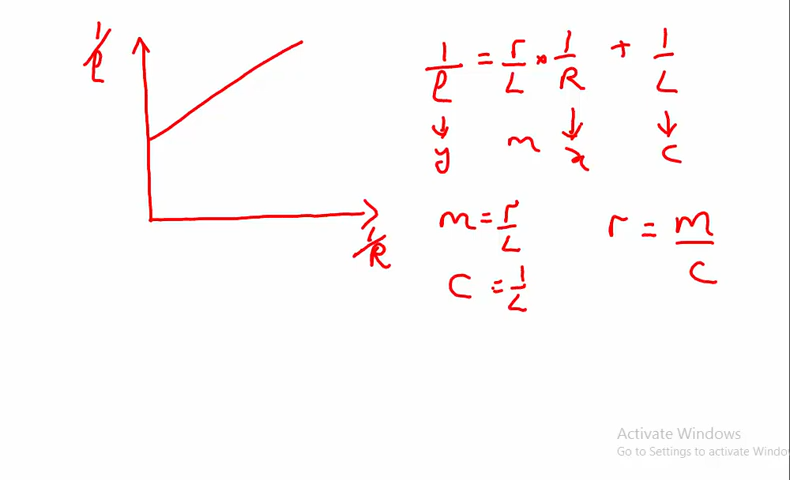 1/ℓ
1/ℓ = r/L × 1/R + 1/L
↓ ↓ ↓
y m x c
m = r/L r = m/c
1/R
c = 1/L
Activate Windows
Go to Settings to activate Windo